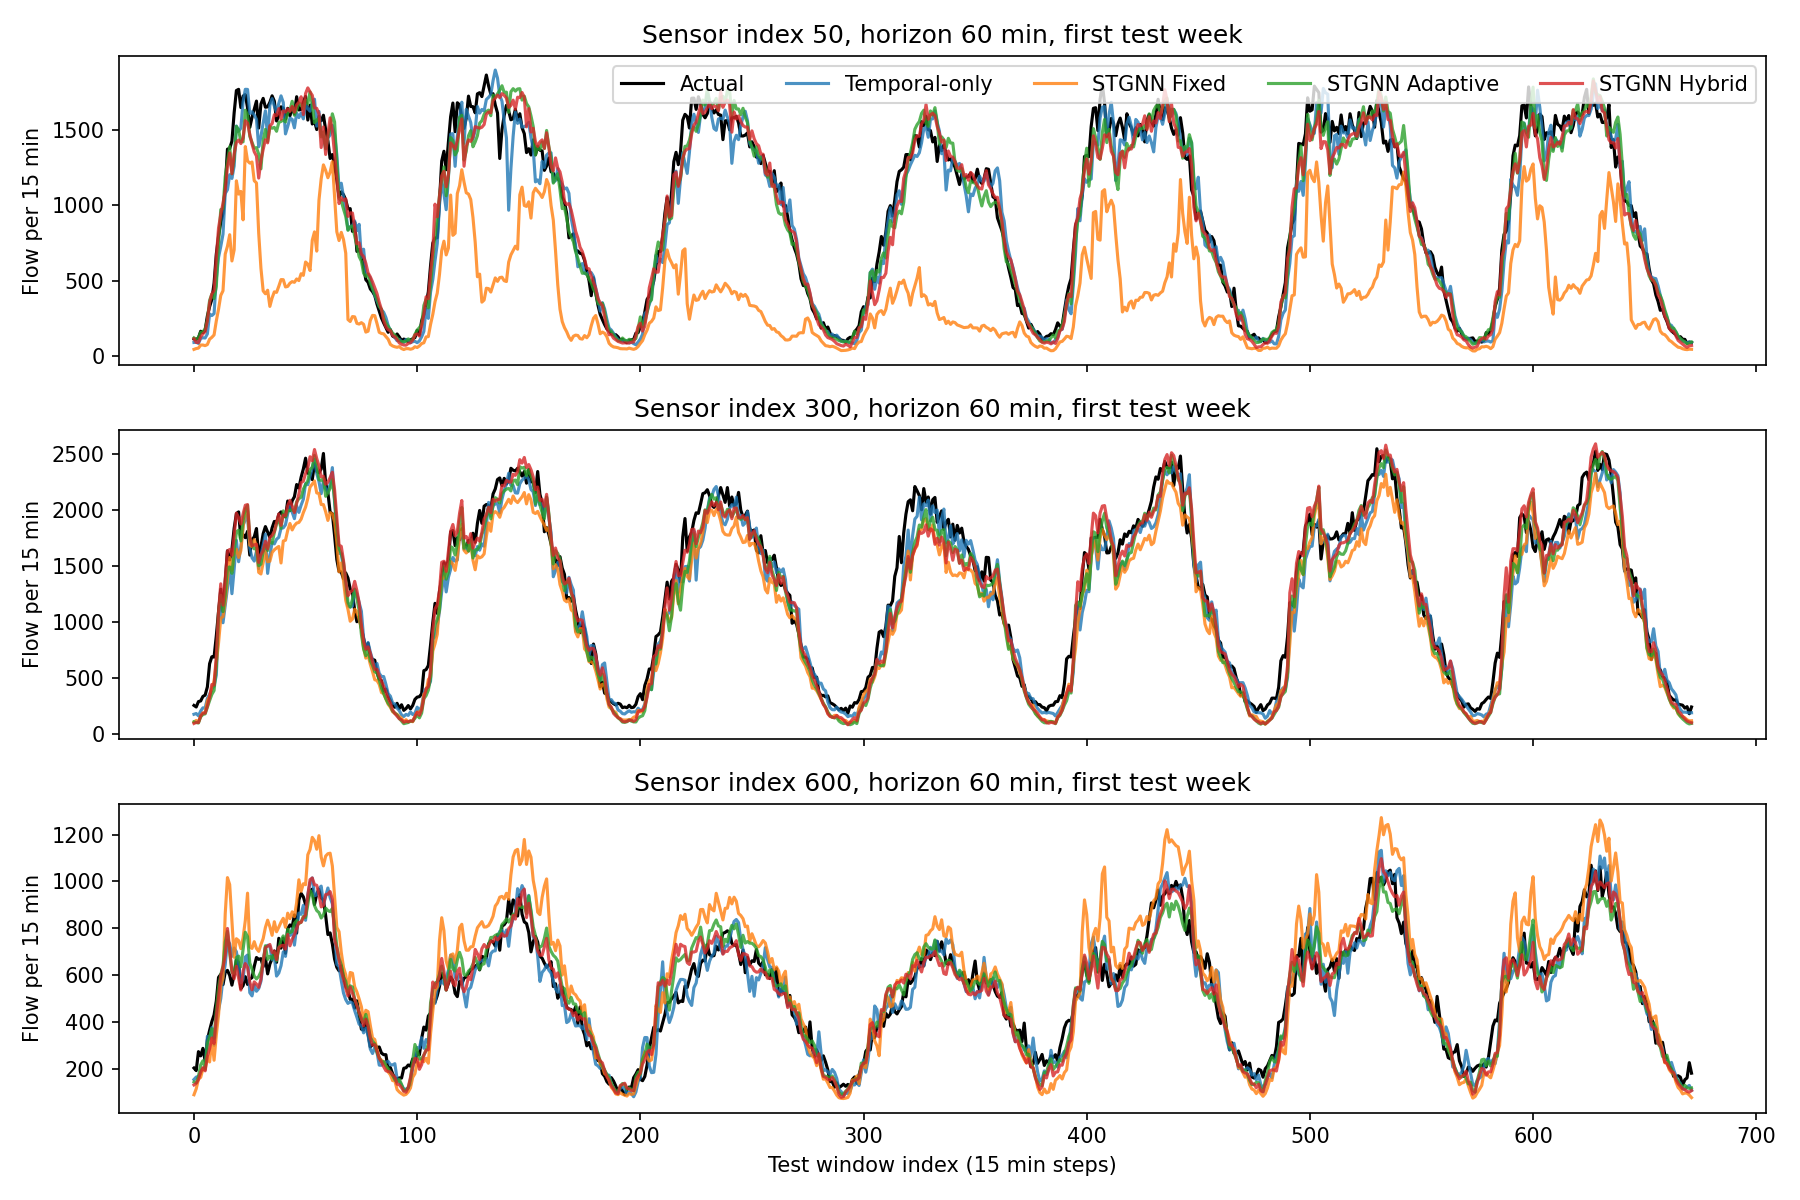 Sensor index 50, horizon 60 min, first test week
Actual Temporal-only STGNN Fixed STGNN Adaptive STGNN Hybrid
Flow per 15 min
1500
1000
500
0
Sensor index 300, horizon 60 min, first test week
Flow per 15 min
2500
2000
1500
1000
500
0
Sensor index 600, horizon 60 min, first test week
Flow per 15 min
1200
1000
800
600
400
200
0 100 200 300 400 500 600 700
Test window index (15 min steps)